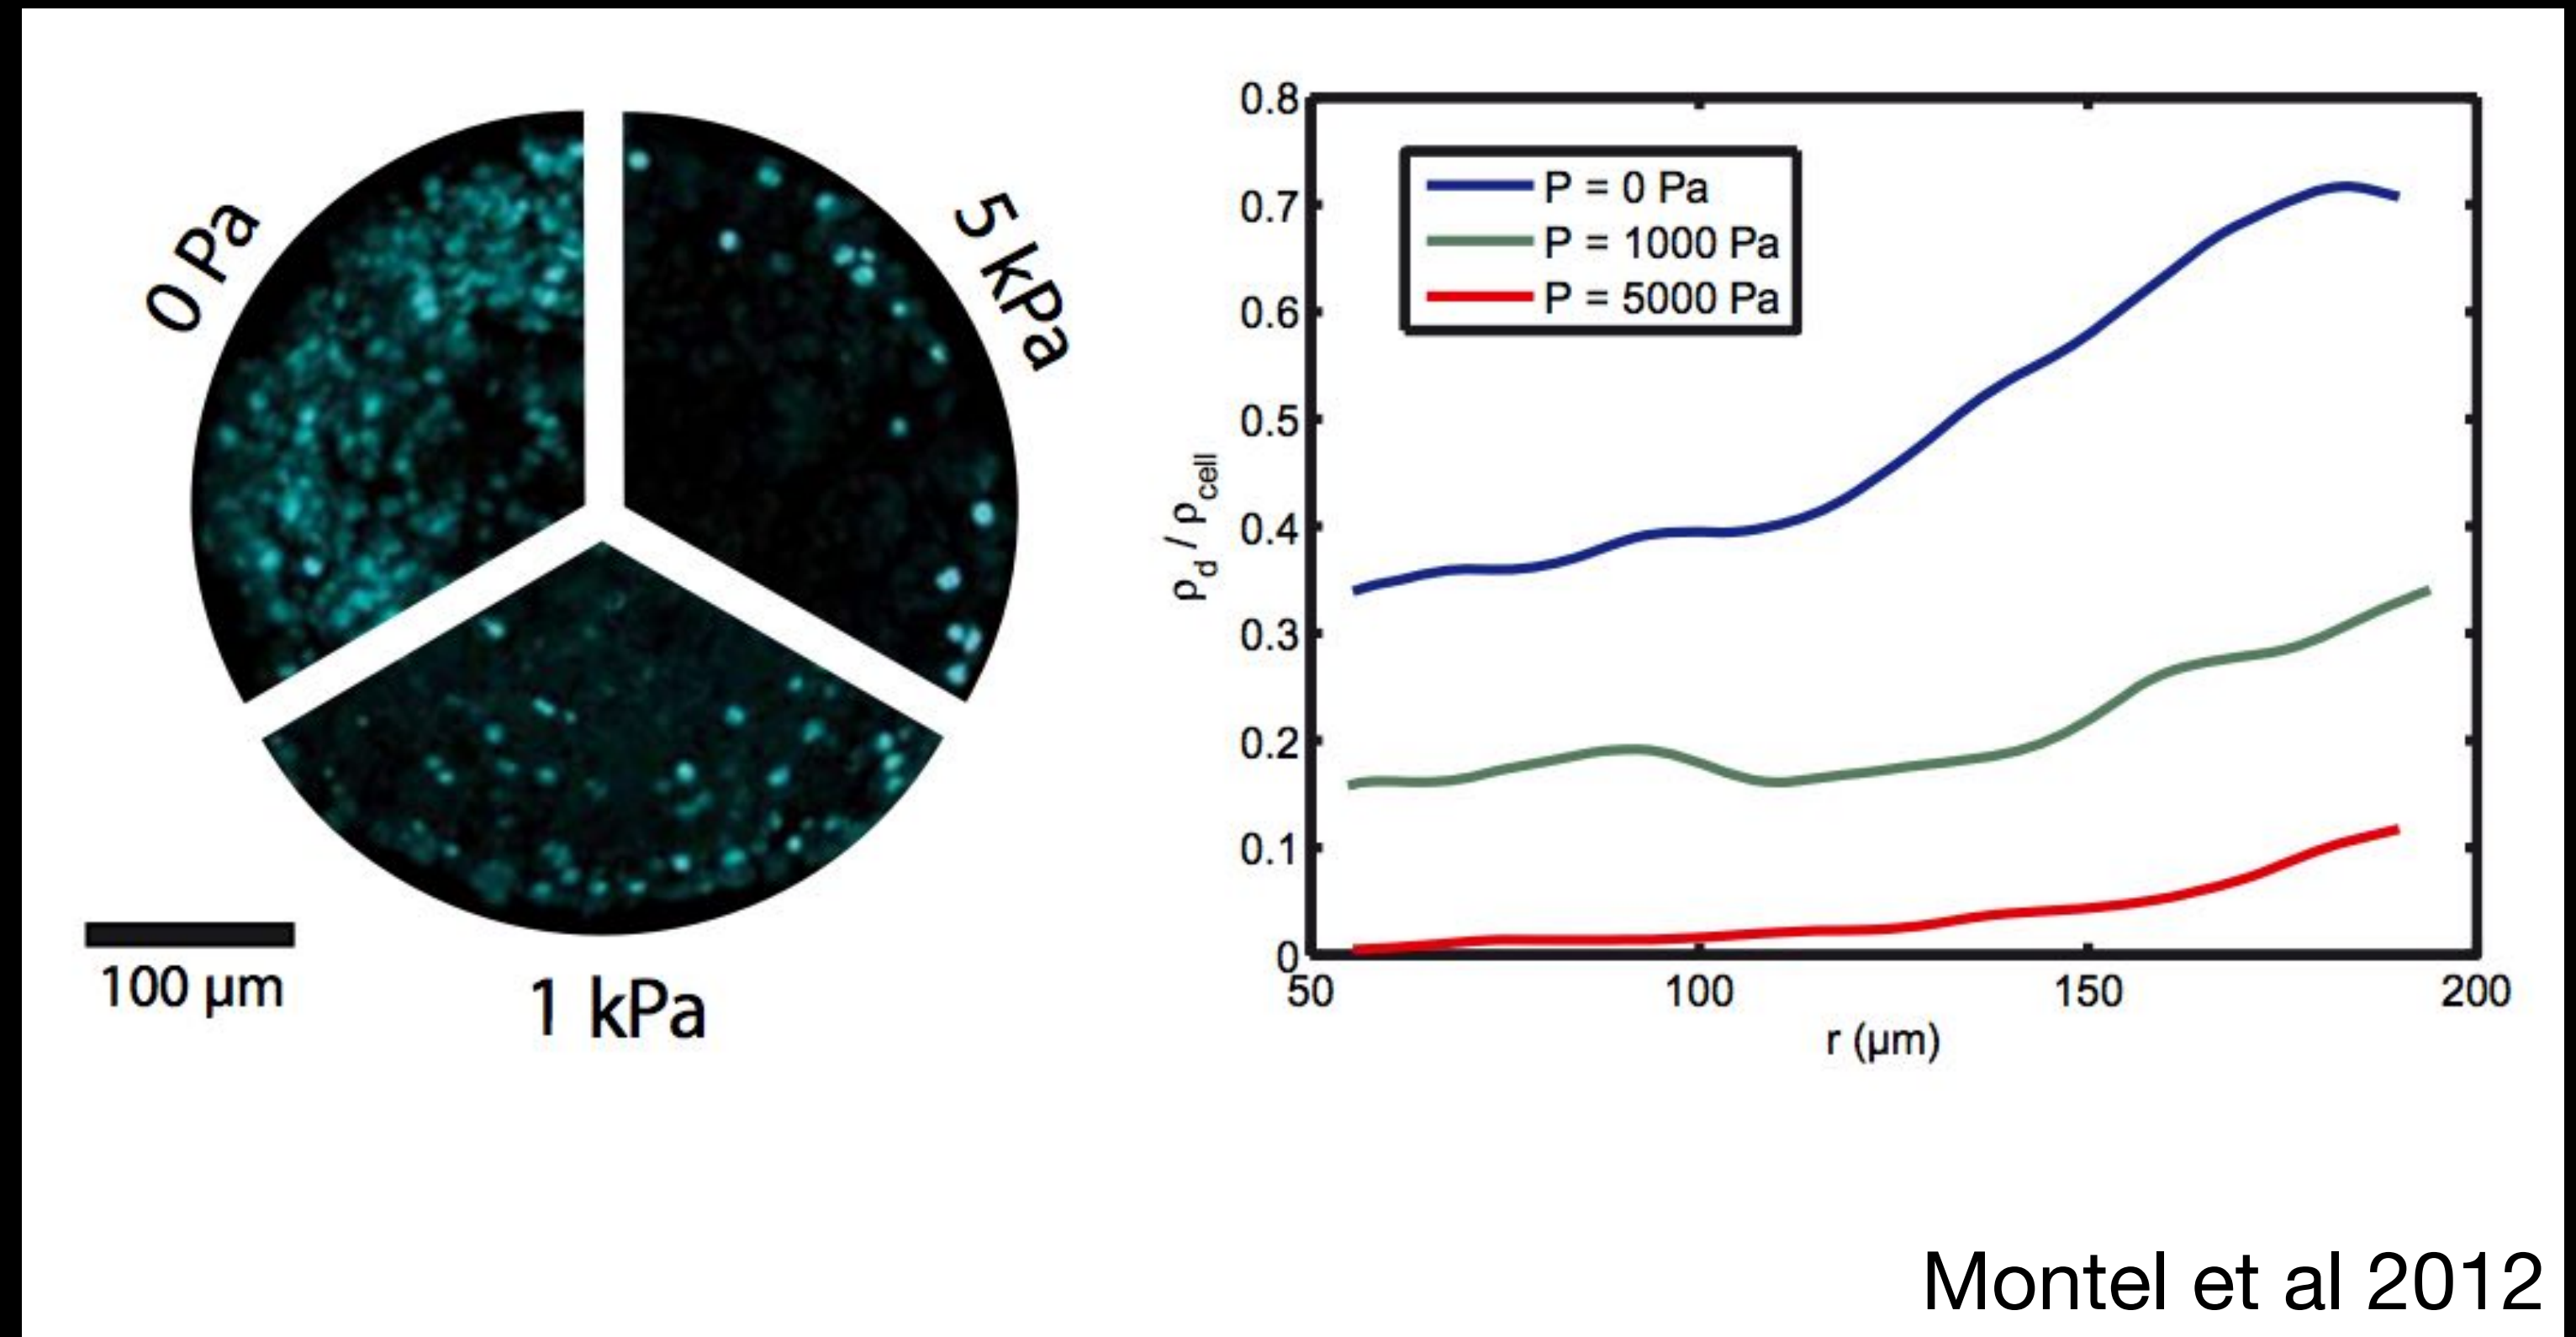 0 Pa
5 kPa
1 kPa
100 µm
0.8
0.7
0.6
0.5
0.4
0.3
0.2
0.1
0
ρd / ρcell
P = 0 Pa
P = 1000 Pa
P = 5000 Pa
50 100 150 200
r (µm)
Montel et al 2012